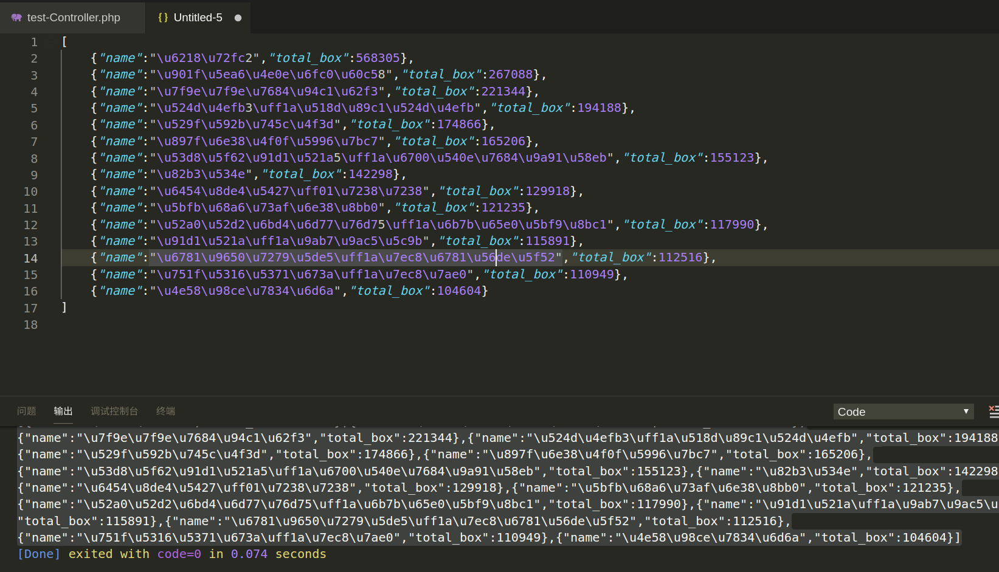 test-Controller.php
{} Untitled-5 ●
1 [
2 {"name":"\u6218\u72fc2","total_box":568305},
3 {"name":"\u901f\u5ea6\u4e0e\u6fc0\u60c58","total_box":267088},
4 {"name":"\u7f9e\u7f9e\u7684\u94c1\u62f3","total_box":221344},
5 {"name":"\u524d\u4efb3\uff1a\u518d\u89c1\u524d\u4efb","total_box":194188},
6 {"name":"\u529f\u592b\u745c\u4f3d","total_box":174866},
7 {"name":"\u897f\u6e38\u4f0f\u5996\u7bc7","total_box":165206},
8 {"name":"\u53d8\u5f62\u91d1\u521a5\uff1a\u6700\u540e\u7684\u9a91\u58eb","total_box":155123},
9 {"name":"\u82b3\u534e","total_box":142298},
10 {"name":"\u6454\u8de4\u5427\uff01\u7238\u7238","total_box":129918},
11 {"name":"\u5bfb\u68a6\u73af\u6e38\u8bb0","total_box":121235},
12 {"name":"\u52a0\u52d2\u6bd4\u6d77\u76d75\uff1a\u6b7b\u65e0\u5bf9\u8bc1","total_box":117990},
13 {"name":"\u91d1\u521a\uff1a\u9ab7\u9ac5\u5c9b","total_box":115891},
14 {"name":"\u6781\u9650\u7279\u5de5\uff1a\u7ec8\u6781\u56de\u5f52","total_box":112516},
15 {"name":"\u751f\u5316\u5371\u673a\uff1a\u7ec8\u7ae0","total_box":110949},
16 {"name":"\u4e58\u98ce\u7834\u6d6a","total_box":104604}
17 ]
18
问题 输出 调试控制台 终端
Code ▼
{"name":"\u7f9e\u7f9e\u7684\u94c1\u62f3","total_box":221344},{"name":"\u524d\u4efb3\uff1a\u518d\u89c1\u524d\u4efb","total_box":194188
{"name":"\u529f\u592b\u745c\u4f3d","total_box":174866},{"name":"\u897f\u6e38\u4f0f\u5996\u7bc7","total_box":165206},
{"name":"\u53d8\u5f62\u91d1\u521a5\uff1a\u6700\u540e\u7684\u9a91\u58eb","total_box":155123},{"name":"\u82b3\u534e","total_box":142298
{"name":"\u6454\u8de4\u5427\uff01\u7238\u7238","total_box":129918},{"name":"\u5bfb\u68a6\u73af\u6e38\u8bb0","total_box":121235},
{"name":"\u52a0\u52d2\u6bd4\u6d77\u76d75\uff1a\u6b7b\u65e0\u5bf9\u8bc1","total_box":117990},{"name":"\u91d1\u521a\uff1a\u9ab7\u9ac5\u
"total_box":115891},{"name":"\u6781\u9650\u7279\u5de5\uff1a\u7ec8\u6781\u56de\u5f52","total_box":112516},
{"name":"\u751f\u5316\u5371\u673a\uff1a\u7ec8\u7ae0","total_box":110949},{"name":"\u4e58\u98ce\u7834\u6d6a","total_box":104604}]
[Done] exited with code=0 in 0.074 seconds